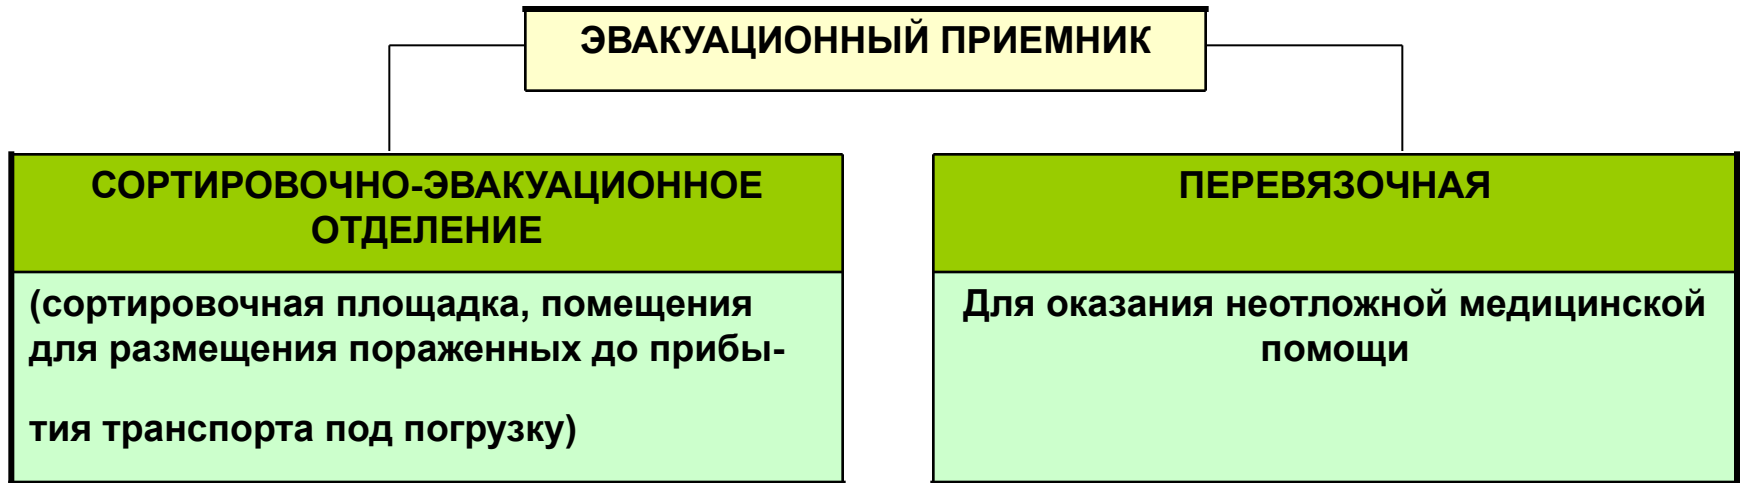 ЭВАКУАЦИОННЫЙ ПРИЕМНИК
СОРТИРОВОЧНО-ЭВАКУАЦИОННОЕ
ОТДЕЛЕНИЕ
(сортировочная площадка, помещения
для размещения пораженных до прибы-
тия транспорта под погрузку)
ПЕРЕВЯЗОЧНАЯ
Для оказания неотложной медицинской
помощи